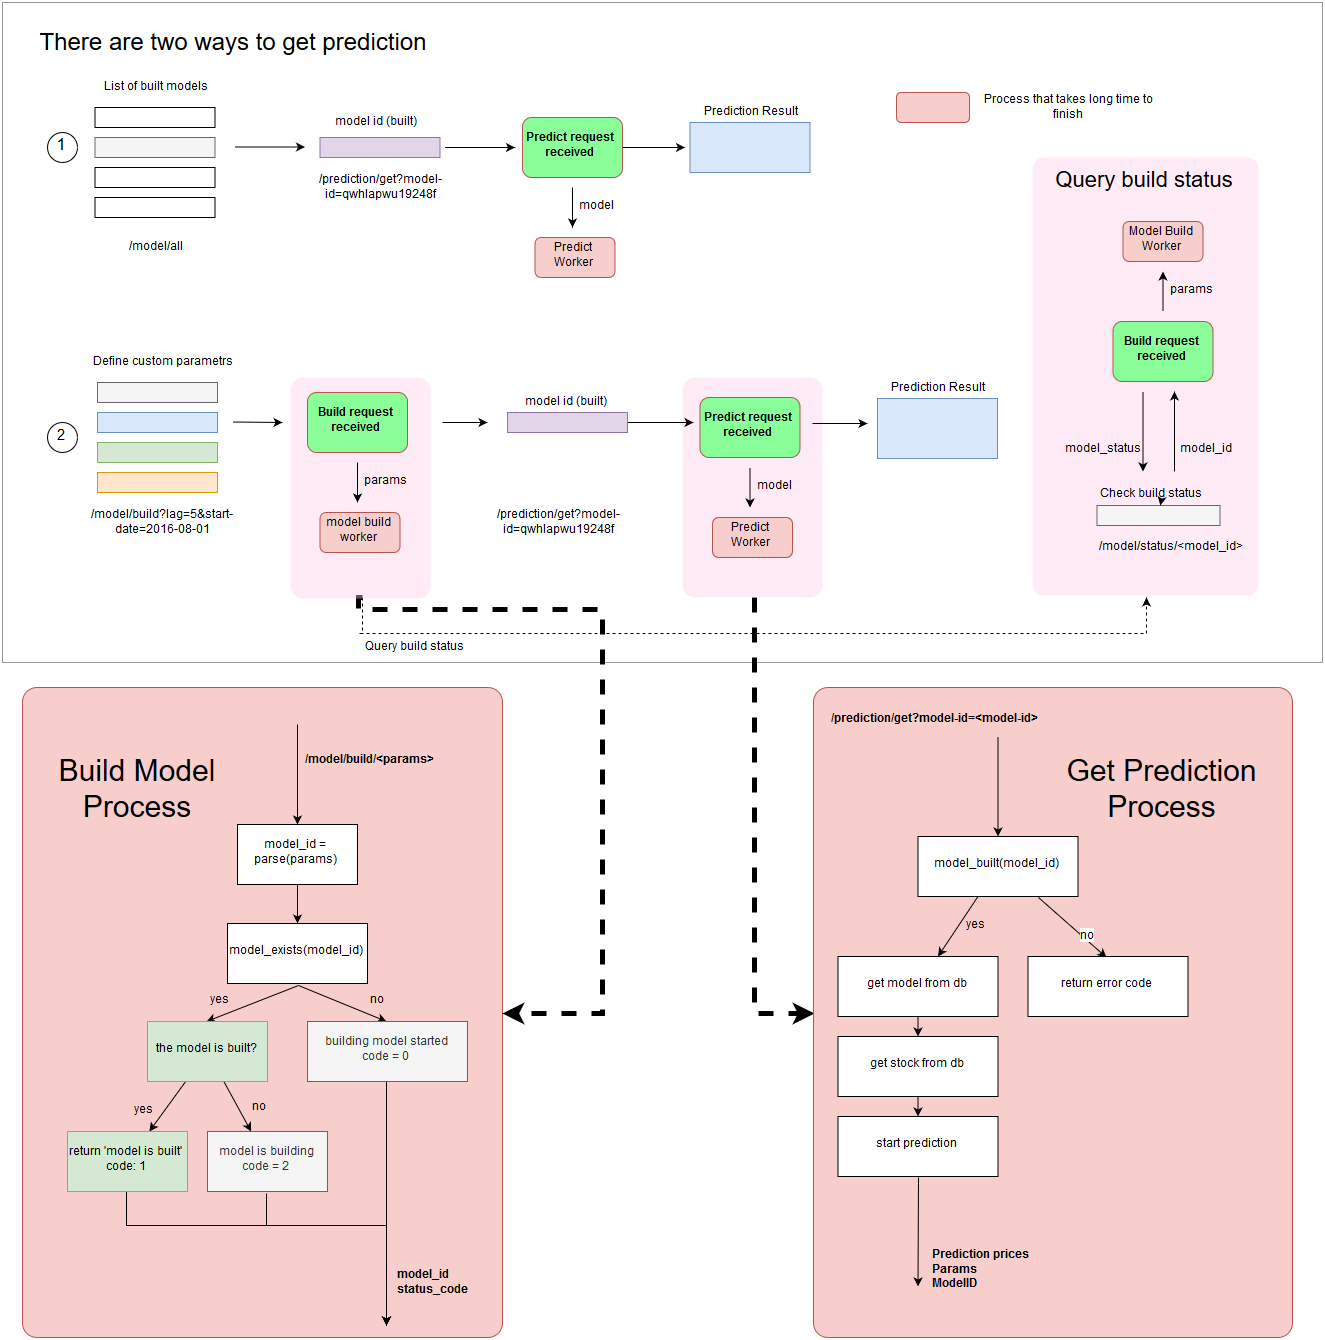 There are two ways to get prediction
List of built models
1
/model/all
model id (built)
/prediction/get?model-
id=qwhlapwu19248f
Predict request
received
model
Predict
Worker
Prediction Result
Process that takes long time to
finish
Query build status
Model Build
Worker
params
Build request
received
model_status
model_id
Check build status
/model/status/<model_id>
Define custom parametrs
2
/model/build?lag=5&start-
date=2016-08-01
Build request
received
params
model build
worker
model id (built)
/prediction/get?model-
id=qwhlapwu19248f
Predict request
received
model
Predict
Worker
Prediction Result
Query build status
Build Model
Process
/model/build/<params>
model_id =
parse(params)
model_exists(model_id)
yes
no
the model is built?
building model started
code = 0
yes
no
return 'model is built'
code: 1
model is building
code = 2
model_id
status_code
/prediction/get?model-id=<model-id>
Get Prediction
Process
model_built(model_id)
yes
no
get model from db
return error code
get stock from db
start prediction
Prediction prices
Params
ModelID